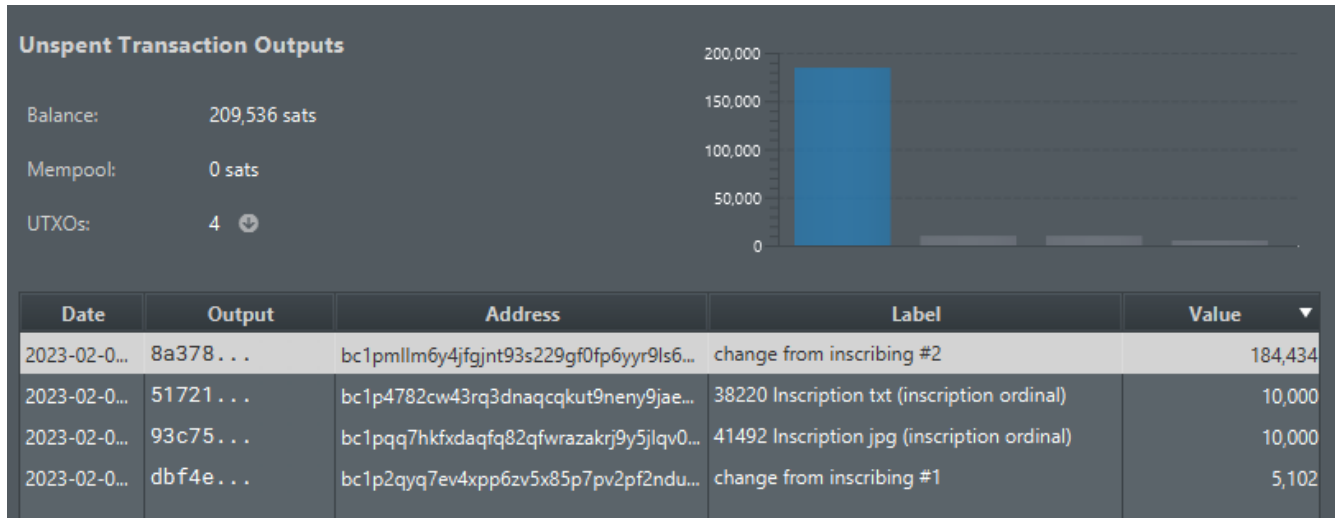 Unspent Transaction Outputs
Balance: 209,536 sats
Mempool: 0 sats
UTXOs: 4
200,000
150,000
100,000
50,000
0
Date Output Address Label Value
2023-02-0... 8a378... bc1pmllm6y4jfgjnt93s229gf0fp6yyr9ls6... change from inscribing #2 184,434
2023-02-0... 51721... bc1p4782cw43rq3dnaqcqkut9neny9jae... 38220 Inscription txt (inscription ordinal) 10,000
2023-02-0... 93c75... bc1pqq7hkfxdaqfq82qfwrazakrj9y5jlqv0... 41492 Inscription jpg (inscription ordinal) 10,000
2023-02-0... dbf4e... bc1p2qyq7ev4xpp6zv5x85p7pv2pf2ndu... change from inscribing #1 5,102